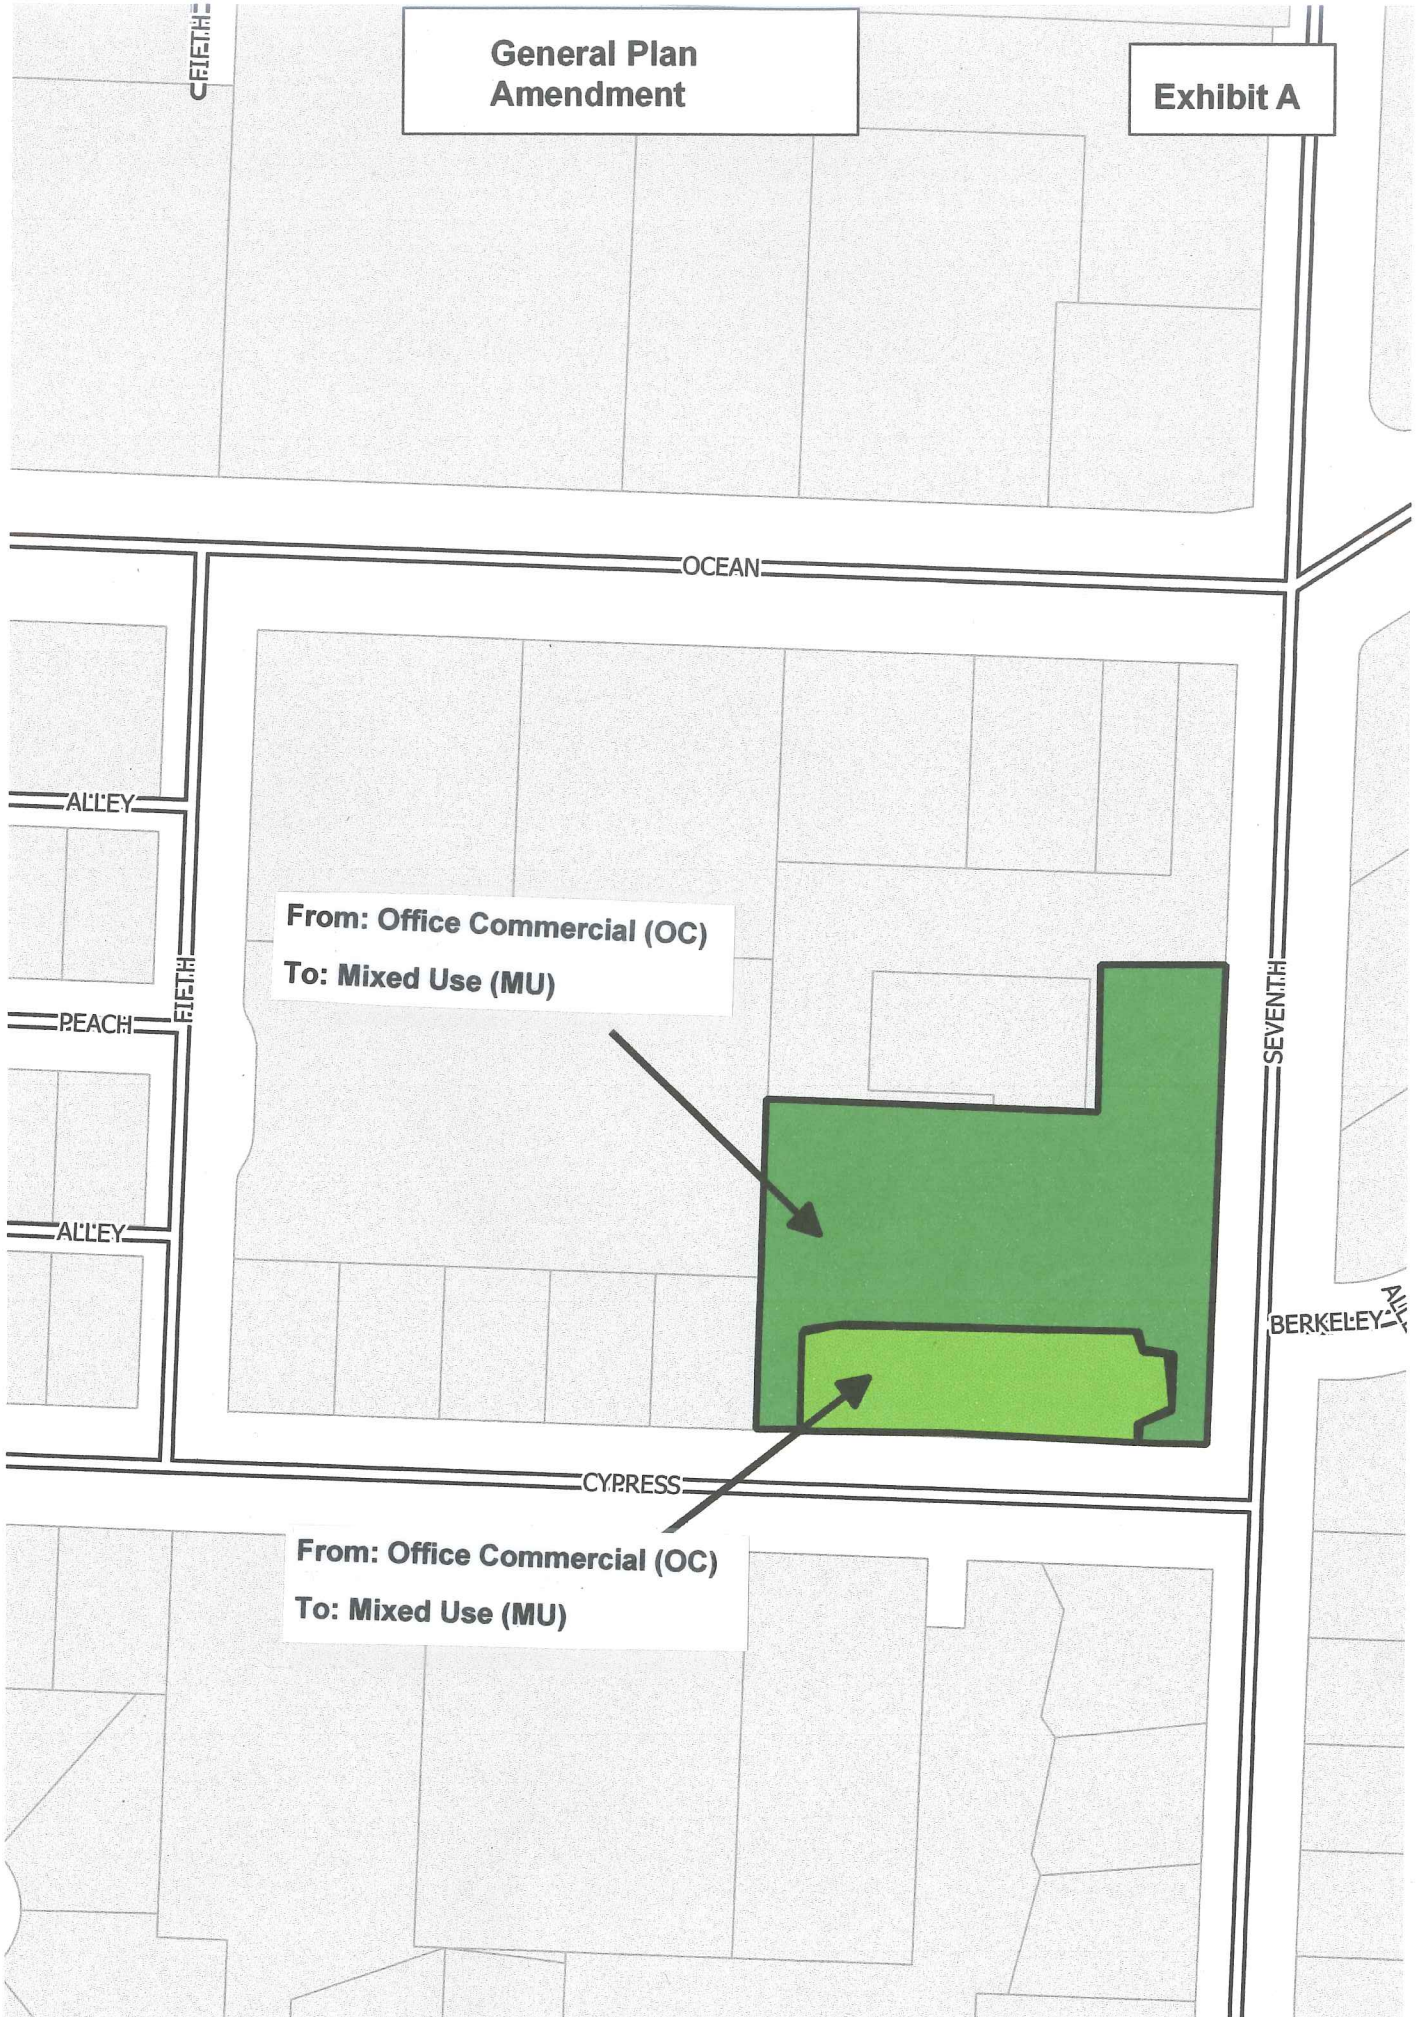 FIFTH
General Plan
Amendment
Exhibit A
OCEAN
ALLEY
From: Office Commercial (OC)
To: Mixed Use (MU)
FIFTH
PEACH
SEVENTH
ALLEY
BERKELEY
CYPRESS
From: Office Commercial (OC)
To: Mixed Use (MU)